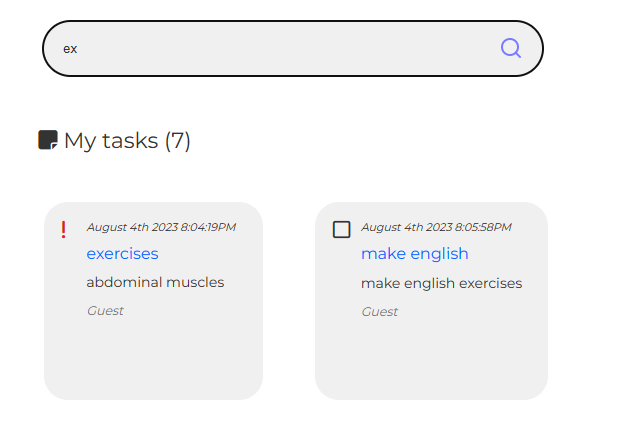 ex
My tasks (7)
August 4th 2023 8:04:19PM
exercises
abdominal muscles
Guest
August 4th 2023 8:05:58PM
make english
make english exercises
Guest